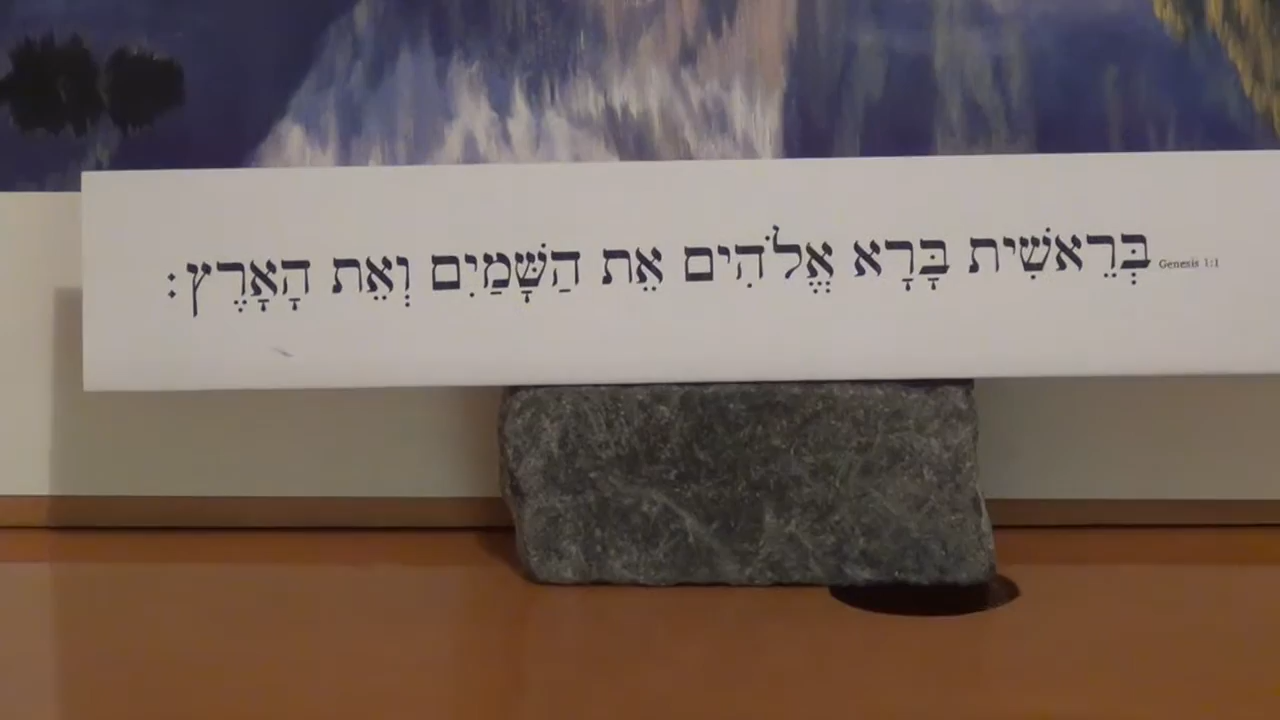 Genesis 1:1 בְּרֵאשִׁית בָּרָא אֱלֹהִים אֵת הַשָּׁמַיִם וְאֵת הָאָרֶץ׃